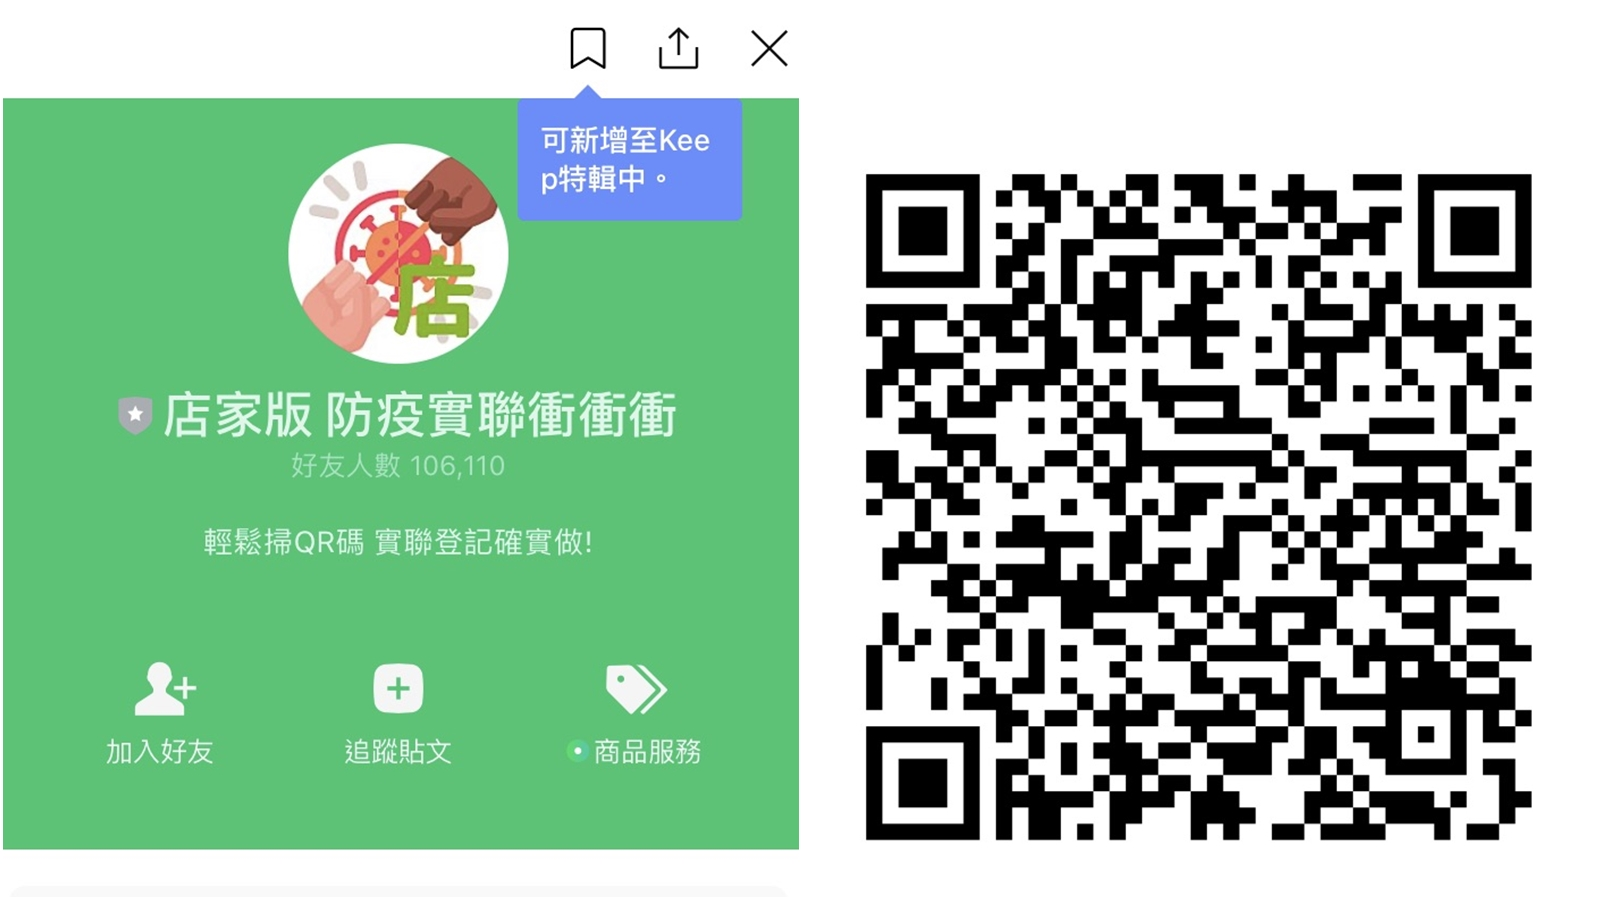 可新增至Kee
p特輯中。
店
店家版 防疫實聯衝衝衝
好友人數 106,110
輕鬆掃QR碼 實聯登記確實做!
加入好友
追蹤貼文
商品服務